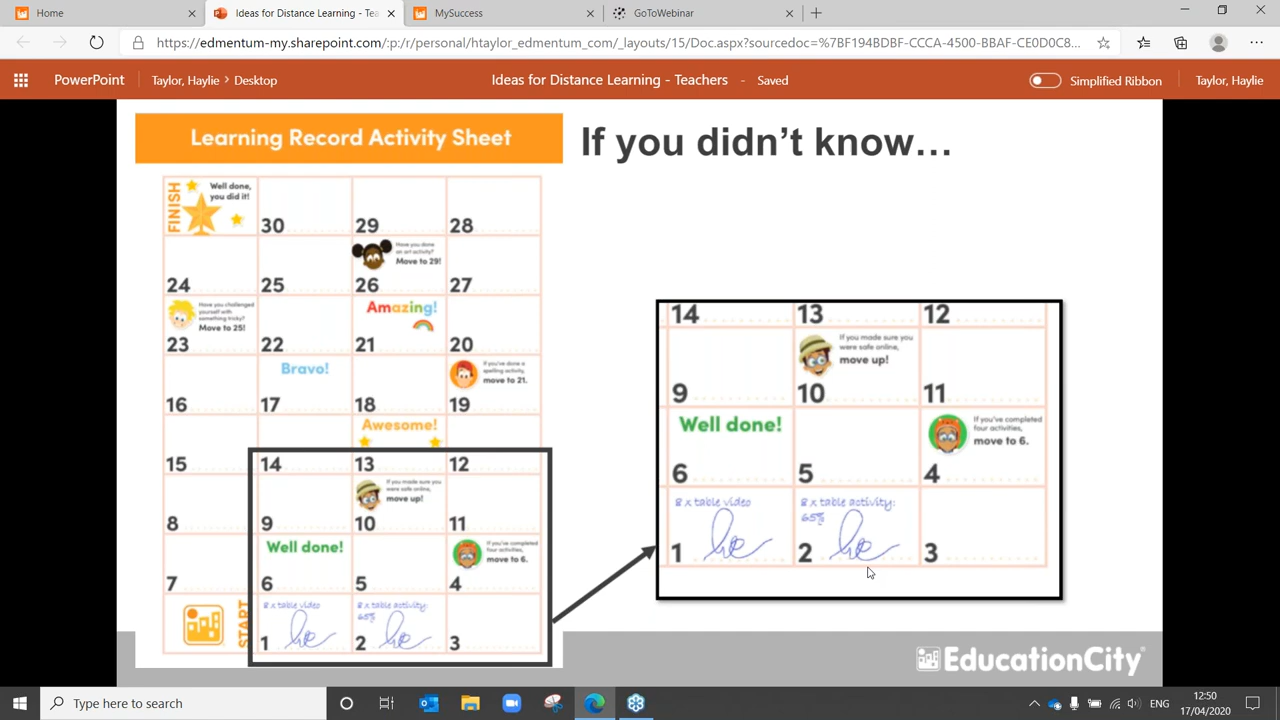 Home
Ideas for Distance Learning - Tea
MySuccess
GoToWebinar
https://edmentum-my.sharepoint.com/:p:/r/personal/htaylor_edmentum_com/_layouts/15/Doc.aspx?sourcedoc=%7BF194BDBF-CCCA-4500-BBAF-CE0D0C8...
PowerPoint
Taylor, Haylie > Desktop
Ideas for Distance Learning - Teachers - Saved
Simplified Ribbon
Taylor, Haylie
Learning Record Activity Sheet
If you didn't know...
FINISH
Well done,
you did it!
30
29
28
24
25
Have you done
an art activity?
Move to 29!
26
27
Have you challenged
yourself with
something tricky?
Move to 25!
23
22
Amazing!
21
20
16
Bravo!
17
18
If you've done a
spelling activity,
move to 21.
19
Awesome!
15
14
13
12
8
9
If you made sure you
were safe online,
move up!
10
11
7
Well done!
6
5
If you've completed
four activities,
move to 6.
4
START
8 x table video
1
8 x table activity:
65%
2
3
14
13
12
9
If you made sure you
were safe online,
move up!
10
11
Well done!
6
5
If you've completed
four activities,
move to 6.
4
8 x table video
1
8 x table activity:
65%
2
3
EducationCity
Type here to search
ENG
12:50
17/04/2020